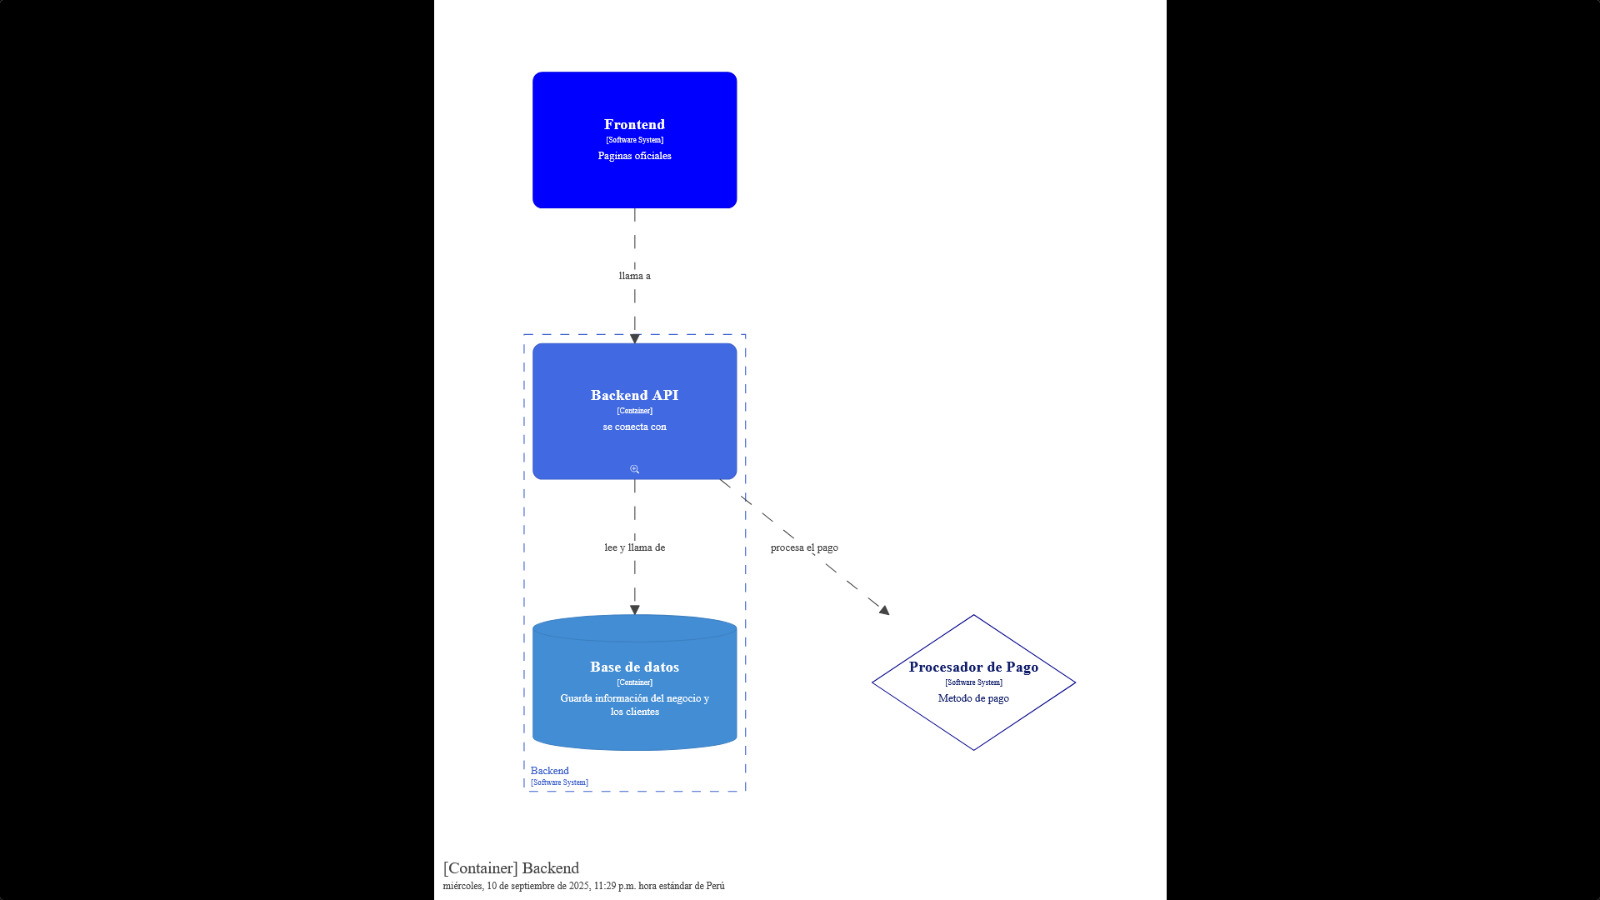 Frontend
[Software System]
Paginas oficiales
llama a
Backend API
[Container]
se conecta con
lee y llama de
procesa el pago
Base de datos
[Container]
Guarda información del negocio y
los clientes
Procesador de Pago
[Software System]
Metodo de pago
Backend
[Software System]
[Container] Backend
miércoles, 10 de septiembre de 2025, 11:29 p.m. hora estándar de Perú